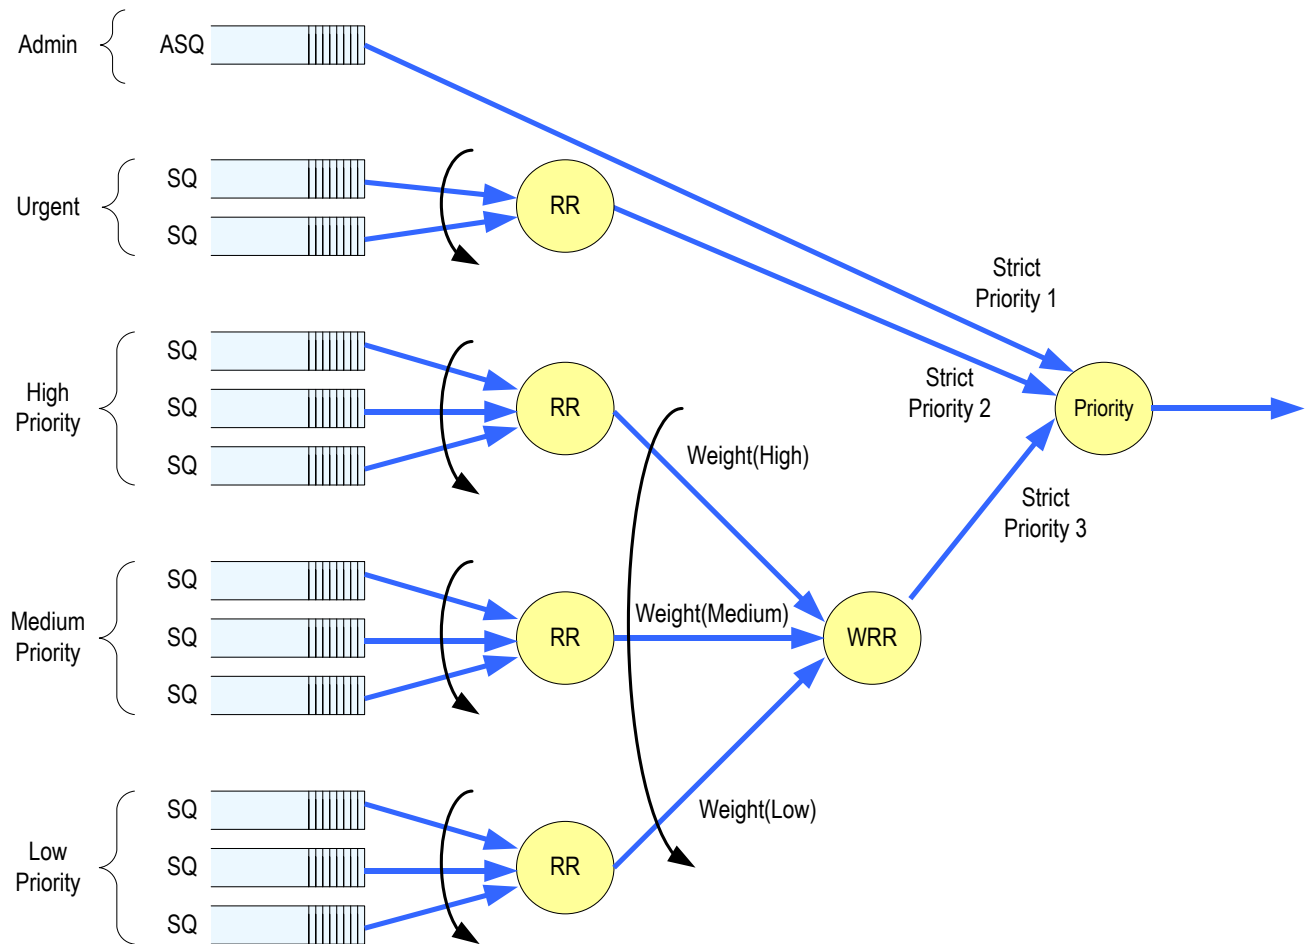 Admin
ASQ
Urgent
SQ
SQ
RR
Strict
Priority 1
High
Priority
SQ
SQ
SQ
RR
Strict
Priority 2
Priority
Weight(High)
Strict
Priority 3
Medium
Priority
SQ
SQ
SQ
RR
Weight(Medium)
WRR
Low
Priority
SQ
SQ
SQ
RR
Weight(Low)